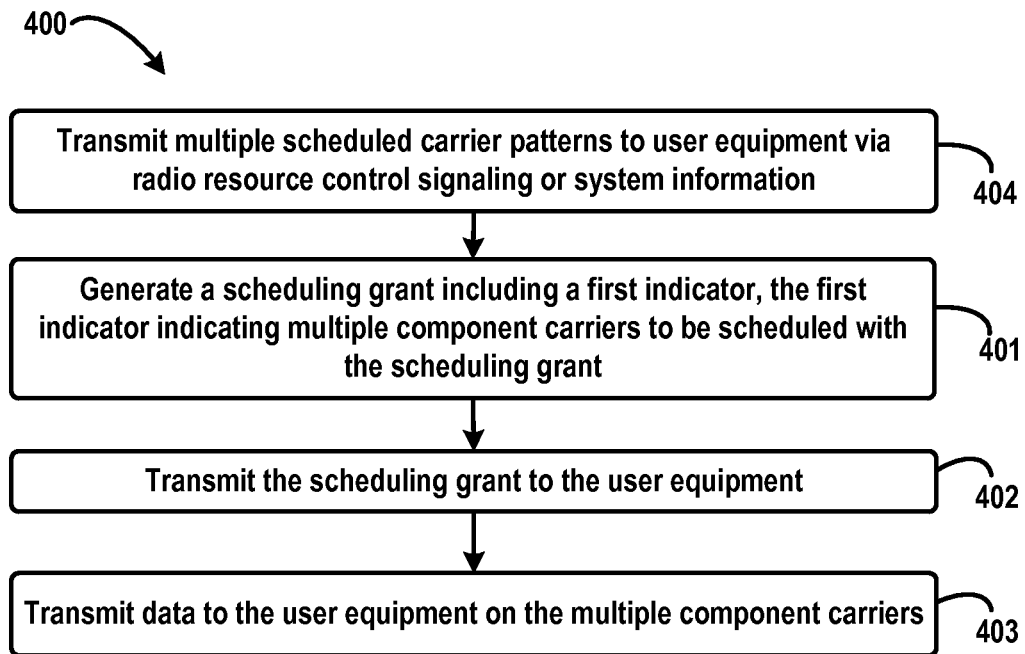 400
Transmit multiple scheduled carrier patterns to user equipment via
radio resource control signaling or system information
404
Generate a scheduling grant including a first indicator, the first
indicator indicating multiple component carriers to be scheduled with
the scheduling grant
401
Transmit the scheduling grant to the user equipment
402
Transmit data to the user equipment on the multiple component carriers
403